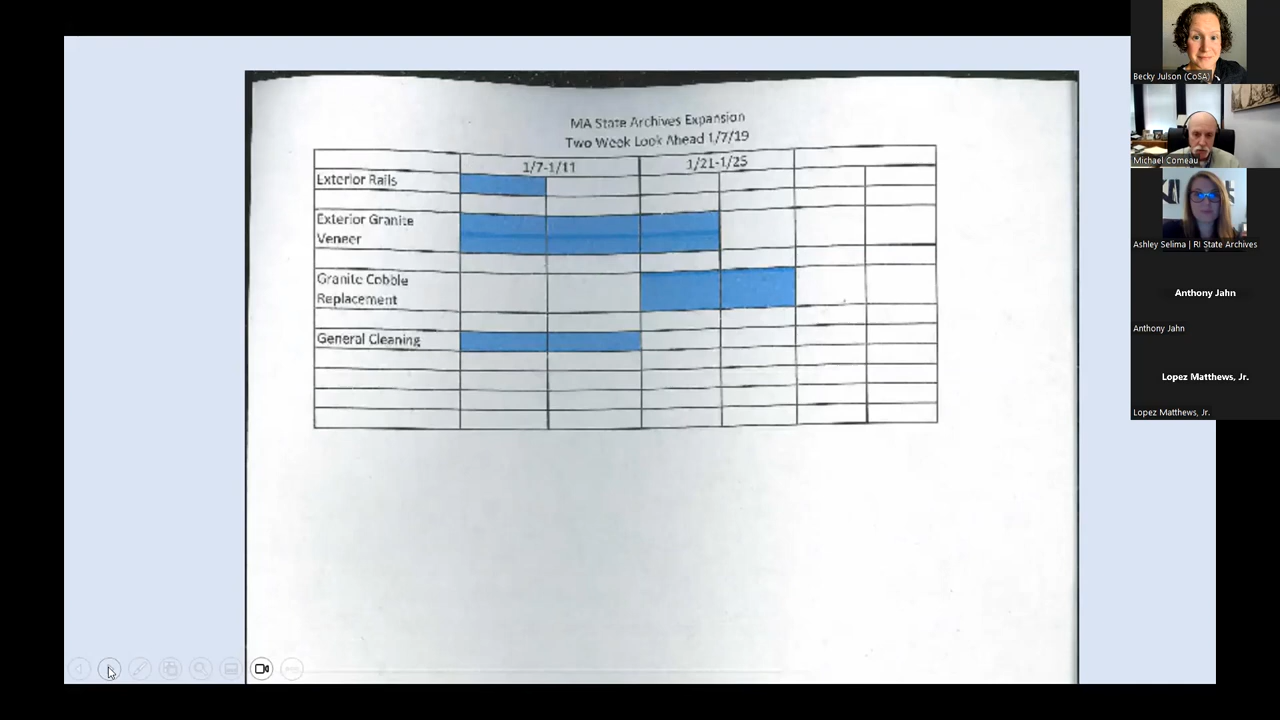 MA State Archives Expansion
Two Week Look Ahead 1/7/19
1/7-1/11
1/21-1/25
Exterior Rails
Exterior Granite
Veneer
Granite Cobble
Replacement
General Cleaning
Becky Julson (CoSA)
Michael Comeau
Ashley Selima | RI State Archives
Anthony Jahn
Anthony Jahn
Lopez Matthews, Jr.
Lopez Matthews, Jr.